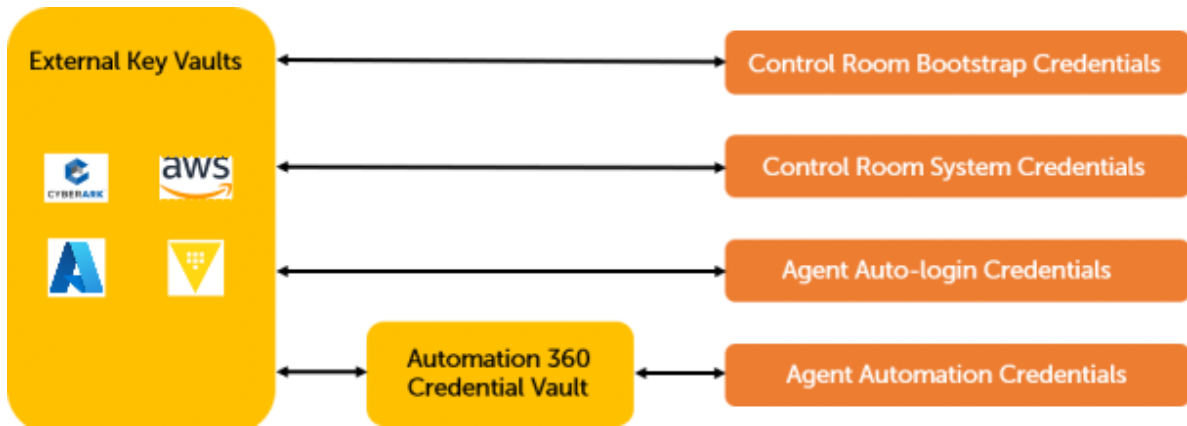 External Key Vaults
Control Room Bootstrap Credentials
CYBERARK
aws
Control Room System Credentials
Agent Auto-login Credentials
Automation 360
Credential Vault
Agent Automation Credentials